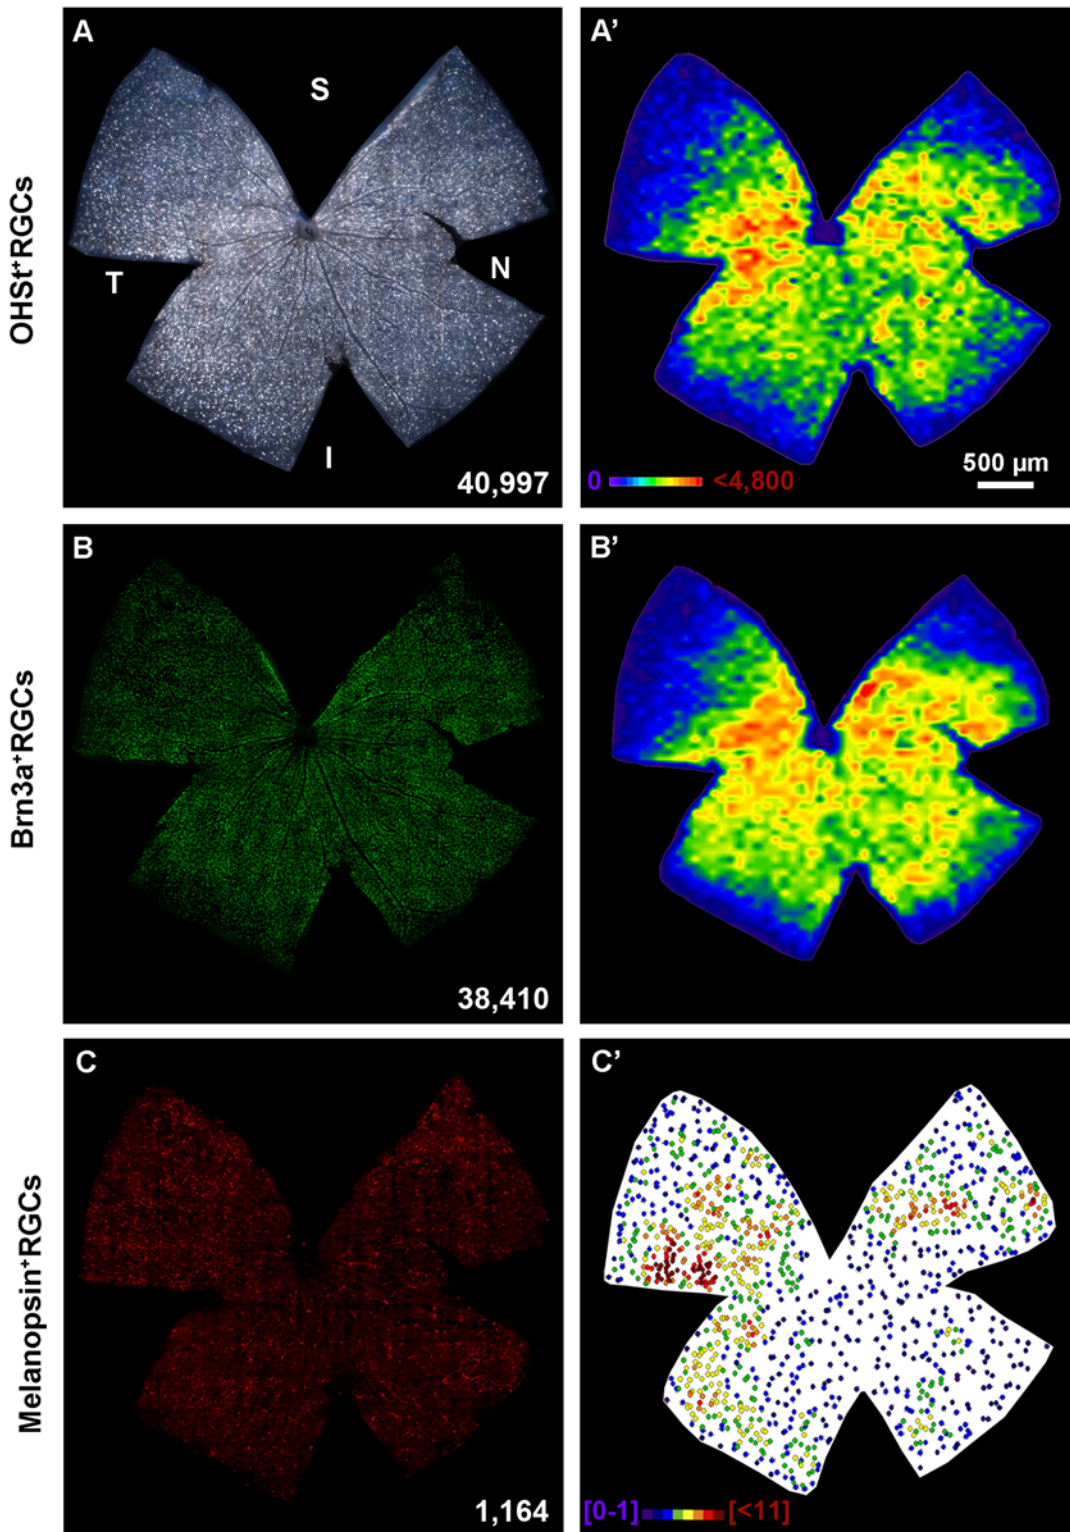 A
S
T
N
I
40,997
OHSt⁺RGCs
A’
0
<4,800
500 µm
B
38,410
Brn3a⁺RGCs
B’
C
1,164
Melanopsin⁺RGCs
C’
[0-1]
[<11]